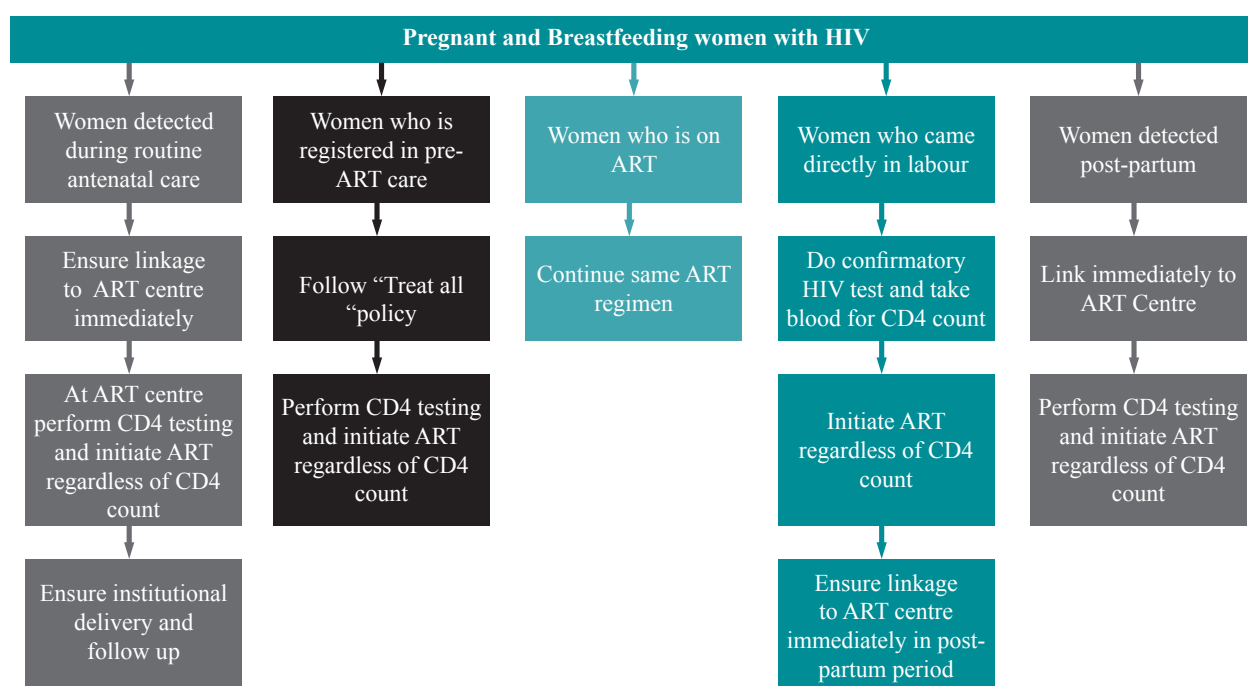 Pregnant and Breastfeeding women with HIV
Women detected
during routine
antenatal care
Ensure linkage
to ART centre
immediately
At ART centre
perform CD4 testing
and initiate ART
regardless of CD4
count
Ensure institutional
delivery and
follow up
Women who is
registered in pre-
ART care
Follow “Treat all
“policy
Perform CD4 testing
and initiate ART
regardless of CD4
count
Women who is on
ART
Continue same ART
regimen
Women who came
directly in labour
Do confirmatory
HIV test and take
blood for CD4 count
Initiate ART
regardless of CD4
count
Ensure linkage
to ART centre
immediately in post-
partum period
Women detected
post-partum
Link immediately to
ART Centre
Perform CD4 testing
and initiate ART
regardless of CD4
count